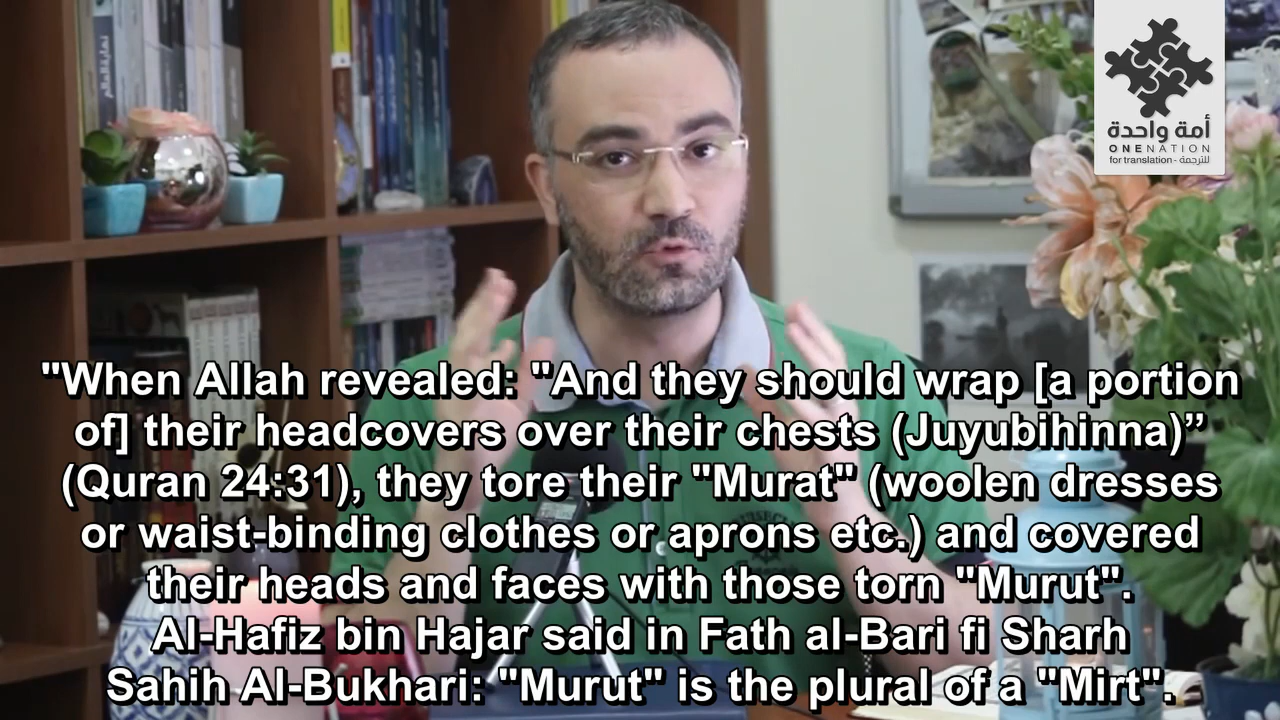 أمة واحدة
ONENATION
for translation - للترجمة
"When Allah revealed: "And they should wrap [a portion
of] their headcovers over their chests (Juyubihinna)”
(Quran 24:31), they tore their "Murat" (woolen dresses
or waist-binding clothes or aprons etc.) and covered
their heads and faces with those torn "Murut".
Al-Hafiz bin Hajar said in Fath al-Bari fi Sharh
Sahih Al-Bukhari: "Murut" is the plural of a "Mirt".